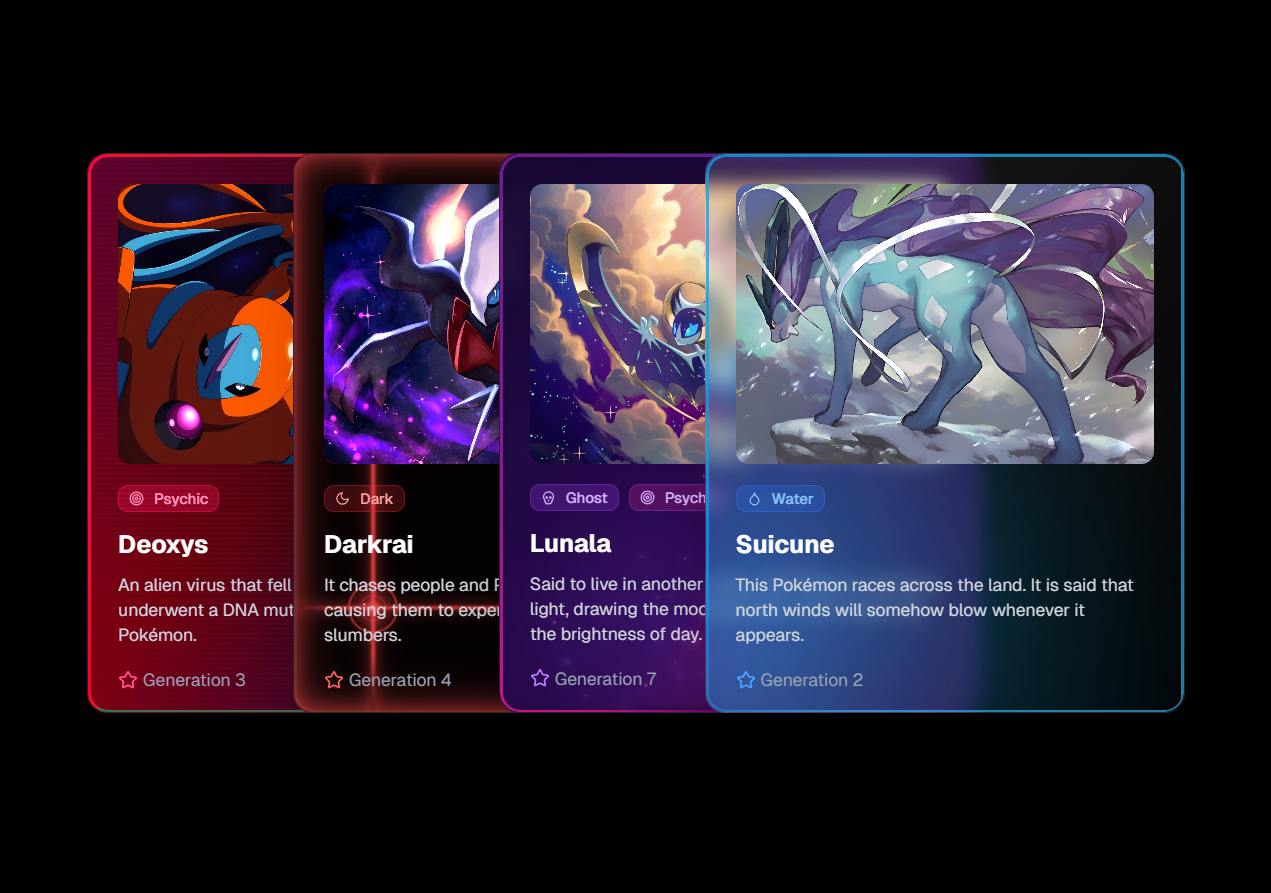 Psychic
Deoxys
An alien virus that fell
underwent a DNA mut
Pokémon.
Generation 3
Dark
Darkrai
It chases people and P
causing them to exper
slumbers.
Generation 4
Ghost
Psych
Lunala
Said to live in another
light, drawing the moo
the brightness of day.
Generation 7
Water
Suicune
This Pokémon races across the land. It is said that
north winds will somehow blow whenever it
appears.
Generation 2